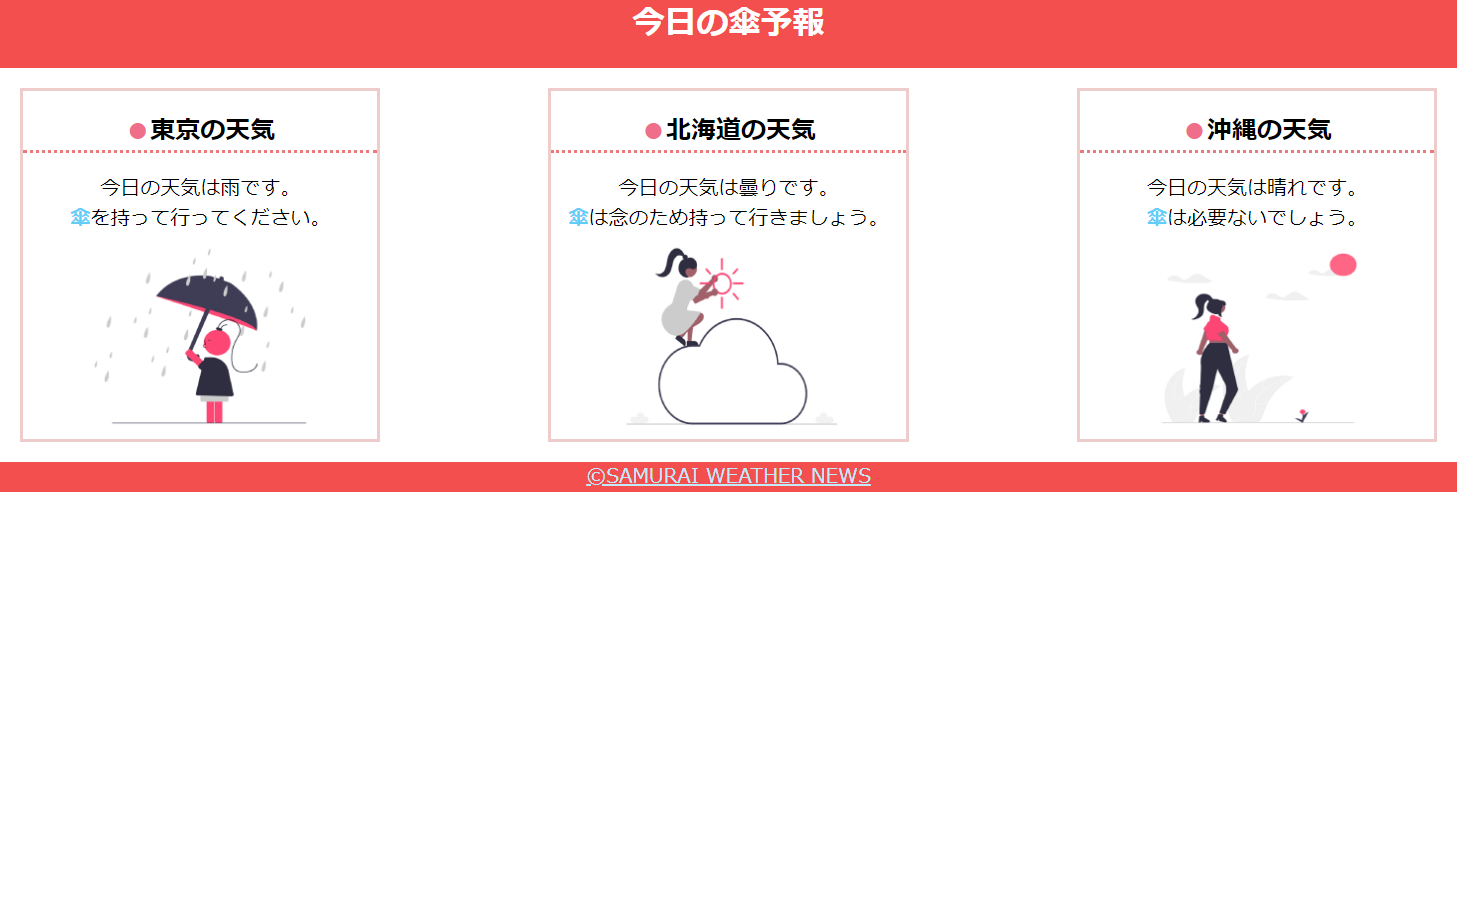 今日の傘予報
●東京の天気
今日の天気は雨です。
傘を持って行ってください。
●北海道の天気
今日の天気は曇りです。
傘は念のため持って行きましょう。
●沖縄の天気
今日の天気は晴れです。
傘は必要ないでしょう。
©SAMURAI WEATHER NEWS